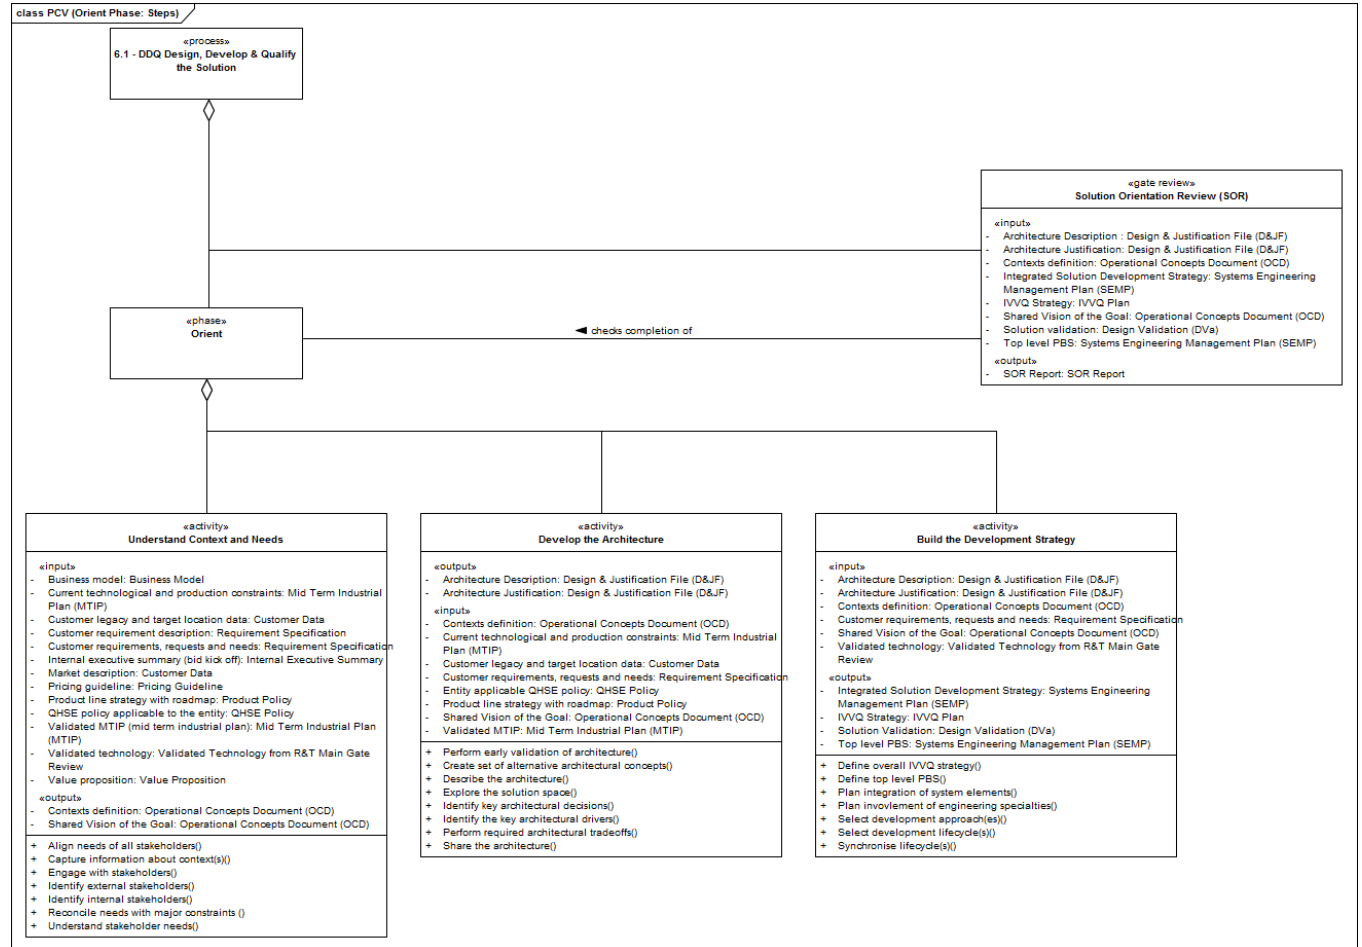 class PCV (Orient Phase: Steps)
«process»
6.1 - DDQ Design, Develop & Qualify
the Solution
«gate review»
Solution Orientation Review (SOR)
«input»
- Architecture Description : Design & Justification File (D&JF)
- Architecture Justification: Design & Justification File (D&JF)
- Contexts definition: Operational Concepts Document (OCD)
- Integrated Solution Development Strategy: Systems Engineering
Management Plan (SEMP)
- IVVQ Strategy: IVVQ Plan
- Shared Vision of the Goal: Operational Concepts Document (OCD)
- Solution validation: Design Validation (DVa)
- Top level PBS: Systems Engineering Management Plan (SEMP)
«output»
- SOR Report: SOR Report
«phase»
Orient
checks completion of
«activity»
Understand Context and Needs
«input»
- Business model: Business Model
- Current technological and production constraints: Mid Term Industrial
Plan (MTIP)
- Customer legacy and target location data: Customer Data
- Customer requirement description: Requirement Specification
- Customer requirements, requests and needs: Requirement Specification
- Internal executive summary (bid kick off): Internal Executive Summary
- Market description: Customer Data
- Pricing guideline: Pricing Guideline
- Product line strategy with roadmap: Product Policy
- QHSE policy applicable to the entity: QHSE Policy
- Validated MTIP (mid term industrial plan): Mid Term Industrial Plan
(MTIP)
- Validated technology: Validated Technology from R&T Main Gate
Review
- Value proposition: Value Proposition
«output»
- Contexts definition: Operational Concepts Document (OCD)
- Shared Vision of the Goal: Operational Concepts Document (OCD)
+ Align needs of all stakeholders()
+ Capture information about context(s)()
+ Engage with stakeholders()
+ Identify external stakeholders()
+ Identify internal stakeholders()
+ Reconcile needs with major constraints ()
+ Understand stakeholder needs()
«activity»
Develop the Architecture
«output»
- Architecture Description: Design & Justification File (D&JF)
- Architecture Justification: Design & Justification File (D&JF)
«input»
- Contexts definition: Operational Concepts Document (OCD)
- Current technological and production constraints: Mid Term Industrial
Plan (MTIP)
- Customer legacy and target location data: Customer Data
- Customer requirements, requests and needs: Requirement Specification
- Entity applicable QHSE policy: QHSE Policy
- Product line strategy with roadmap: Product Policy
- Shared Vision of the Goal: Operational Concepts Document (OCD)
- Validated MTIP: Mid Term Industrial Plan (MTIP)
+ Perform early validation of architecture()
+ Create set of alternative architectural concepts()
+ Describe the architecture()
+ Explore the solution space()
+ Identify key architectural decisions()
+ Identify the key architectural drivers()
+ Perform required architectural tradeoffs()
+ Share the architecture()
«activity»
Build the Development Strategy
«input»
- Architecture Description: Design & Justification File (D&JF)
- Architecture Justification: Design & Justification File (D&JF)
- Contexts definition: Operational Concepts Document (OCD)
- Customer requirements, requests and needs: Requirement Specification
- Shared Vision of the Goal: Operational Concepts Document (OCD)
- Validated technology: Validated Technology from R&T Main Gate
Review
«output»
- Integrated Solution Development Strategy: Systems Engineering
Management Plan (SEMP)
- IVVQ Strategy: IVVQ Plan
- Solution Validation: Design Validation (DVa)
- Top level PBS: Systems Engineering Management Plan (SEMP)
+ Define overall IVVQ strategy()
+ Define top level PBS()
+ Plan integration of system elements()
+ Plan invovlement of engineering specialties()
+ Select development approach(es)()
+ Select development lifecycle(s)()
+ Synchronise lifecycle(s)()